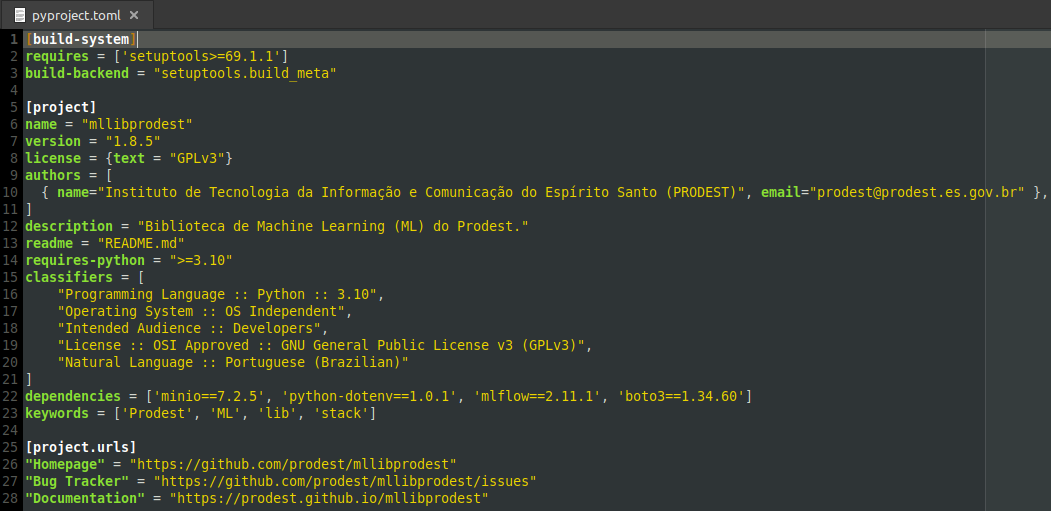 pyproject.toml ×
1 [build-system]
2 requires = ['setuptools>=69.1.1']
3 build-backend = "setuptools.build_meta"
4
5 [project]
6 name = "mllibprodest"
7 version = "1.8.5"
8 license = {text = "GPLv3"}
9 authors = [
10   { name="Instituto de Tecnologia da Informação e Comunicação do Espírito Santo (PRODEST)", email="prodest@prodest.es.gov.br" },
11 ]
12 description = "Biblioteca de Machine Learning (ML) do Prodest."
13 readme = "README.md"
14 requires-python = ">=3.10"
15 classifiers = [
16     "Programming Language :: Python :: 3.10",
17     "Operating System :: OS Independent",
18     "Intended Audience :: Developers",
19     "License :: OSI Approved :: GNU General Public License v3 (GPLv3)",
20     "Natural Language :: Portuguese (Brazilian)"
21 ]
22 dependencies = ['minio==7.2.5', 'python-dotenv==1.0.1', 'mlflow==2.11.1', 'boto3==1.34.60']
23 keywords = ['Prodest', 'ML', 'lib', 'stack']
24
25 [project.urls]
26 "Homepage" = "https://github.com/prodest/mllibprodest"
27 "Bug Tracker" = "https://github.com/prodest/mllibprodest/issues"
28 "Documentation" = "https://prodest.github.io/mllibprodest"